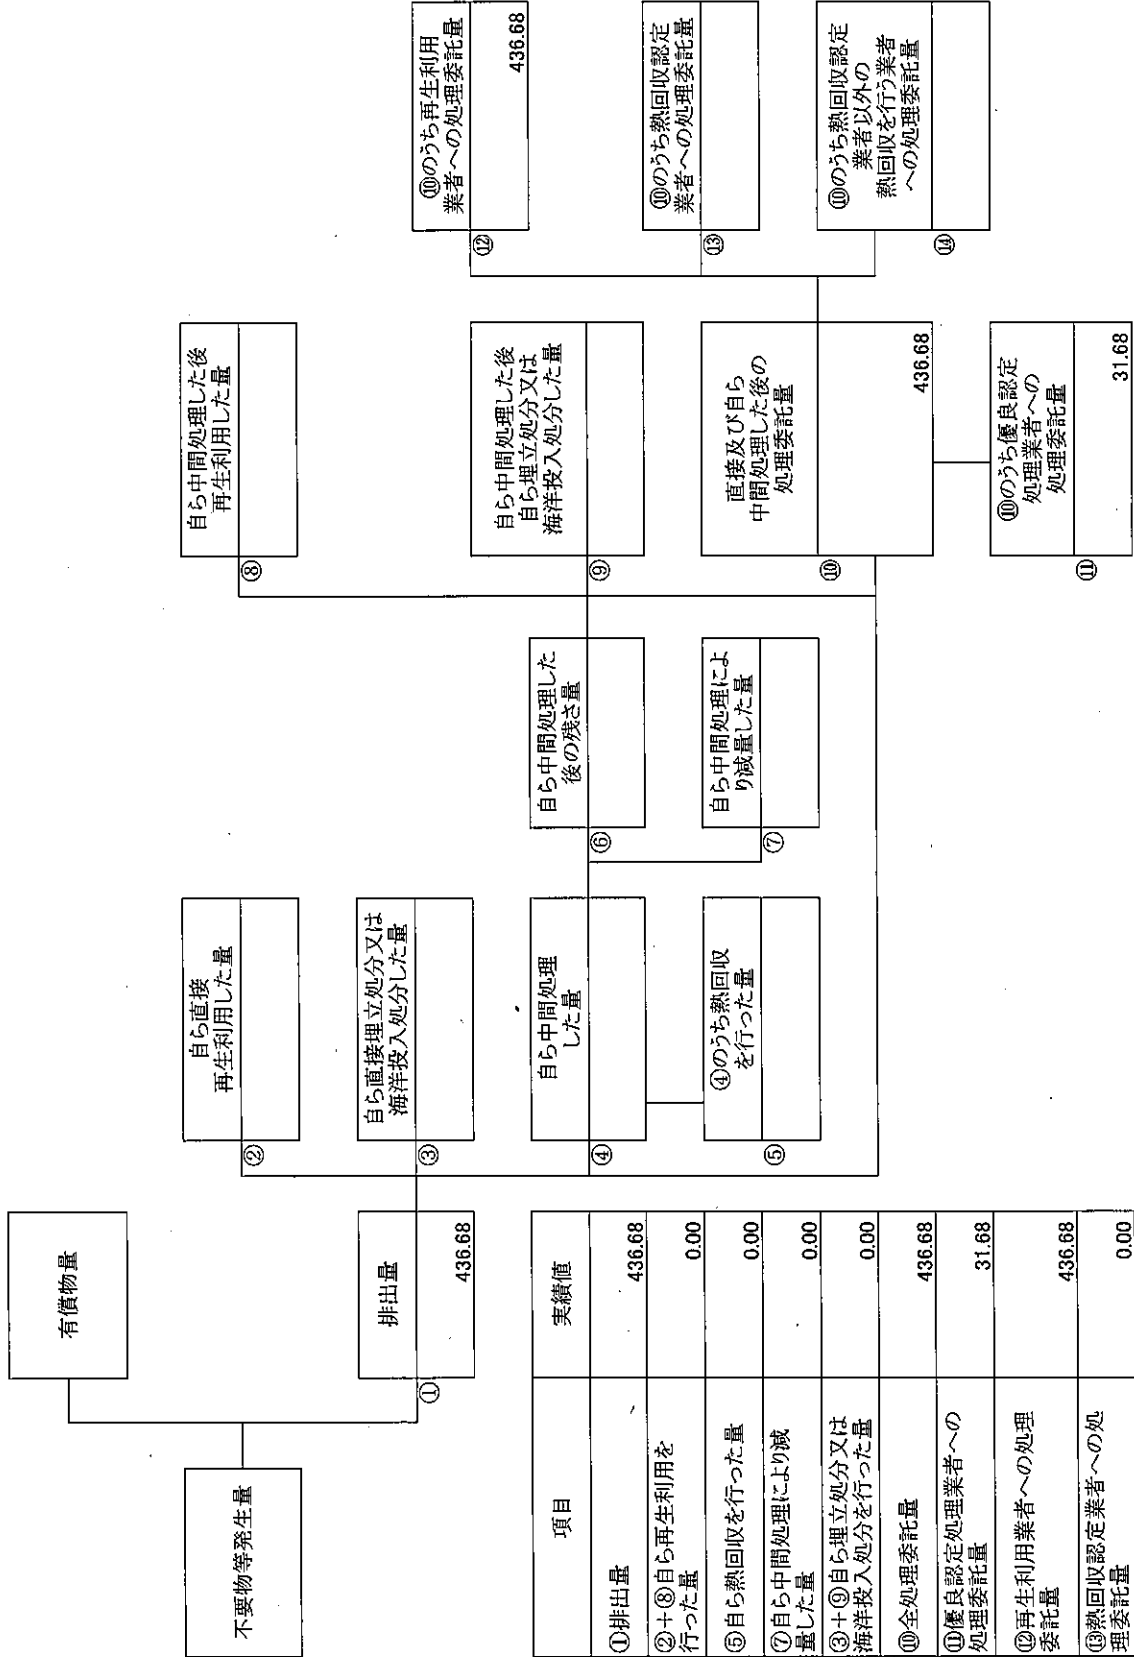 不要物等発生量
有償物量
①
排出量
436.68
②
自ら直接
再生利用した量
③
自ら直接埋立処分又は
海洋投入処分した量
④
自ら中間処理
した量
⑤
④のうち熱回収
を行った量
⑥
自ら中間処理した
後の残さ量
⑦
自ら中間処理によ
り減量した量
⑧
自ら中間処理した後
再生利用した量
⑨
自ら中間処理した後
自ら埋立処分又は
海洋投入処分した量
⑩
直接及び自ら
中間処理した後の
処理委託量
436.68
⑪
⑩のうち優良認定
処理業者への
処理委託量
31.68
⑫
⑩のうち再生利用
業者への処理委託量
436.68
⑬
⑩のうち熱回収認定
業者への処理委託量
⑭
⑩のうち熱回収認定
業者以外の
熱回収を行う業者
への処理委託量
項目 実績値
①排出量 436.68
②+⑧自ら再生利用を
行った量 0.00
⑤自ら熱回収を行った量 0.00
⑦自ら中間処理により減
量した量 0.00
③+⑨自ら埋立処分又は
海洋投入処分を行った量 0.00
⑩全処理委託量 436.68
⑪優良認定処理業者への
処理委託量 31.68
⑫再生利用業者への処理
委託量 436.68
⑬熱回収認定業者への処
理委託量 0.00